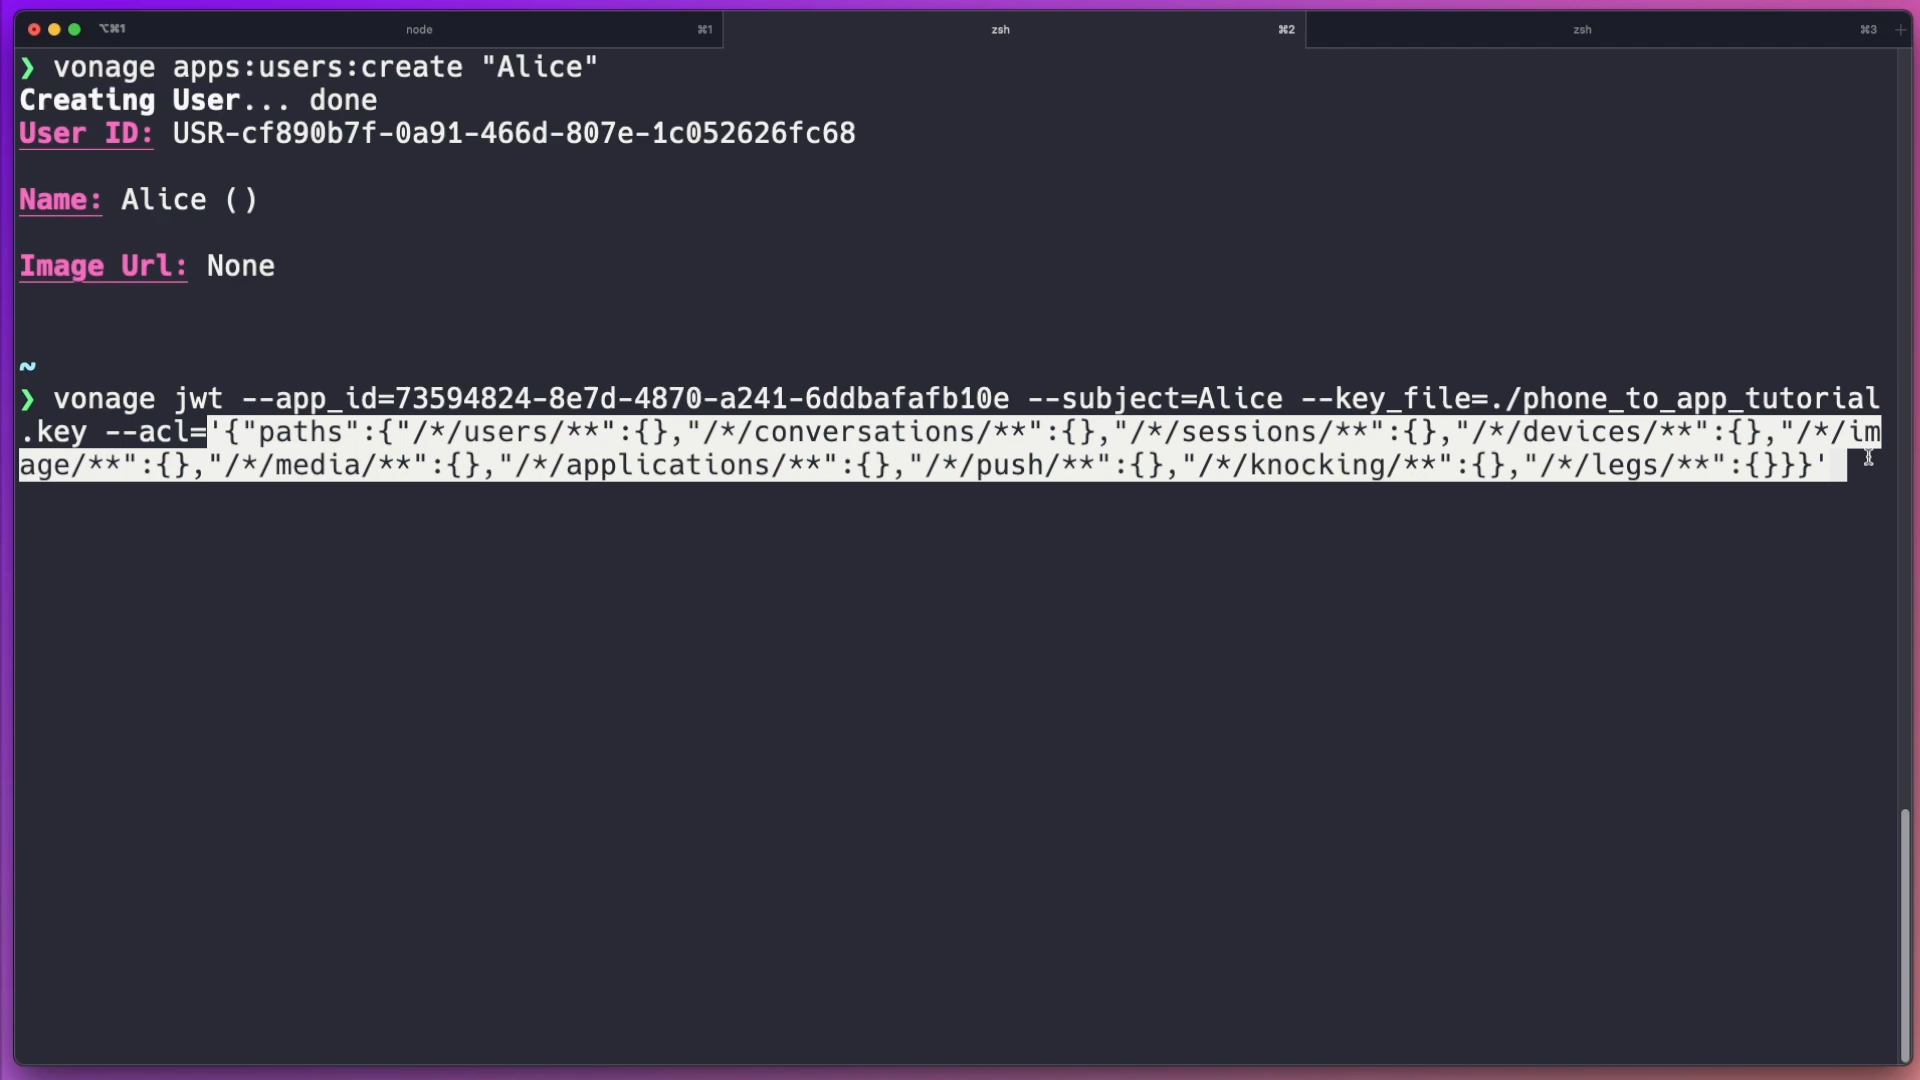 ⌥⌘1 node ⌘1 zsh ⌘2 zsh ⌘3 +
❯ vonage apps:users:create "Alice"
Creating User... done
User ID: USR-cf890b7f-0a91-466d-807e-1c052626fc68
Name: Alice ()
Image Url: None
~
❯ vonage jwt --app_id=73594824-8e7d-4870-a241-6ddbafafb10e --subject=Alice --key_file=./phone_to_app_tutorial
.key --acl='{"paths":{"/*/users/**":{},"/*/conversations/**":{},"/*/sessions/**":{},"/*/devices/**":{},"/*/im
age/**":{},"/*/media/**":{},"/*/applications/**":{},"/*/push/**":{},"/*/knocking/**":{},"/*/legs/**":{}}}'